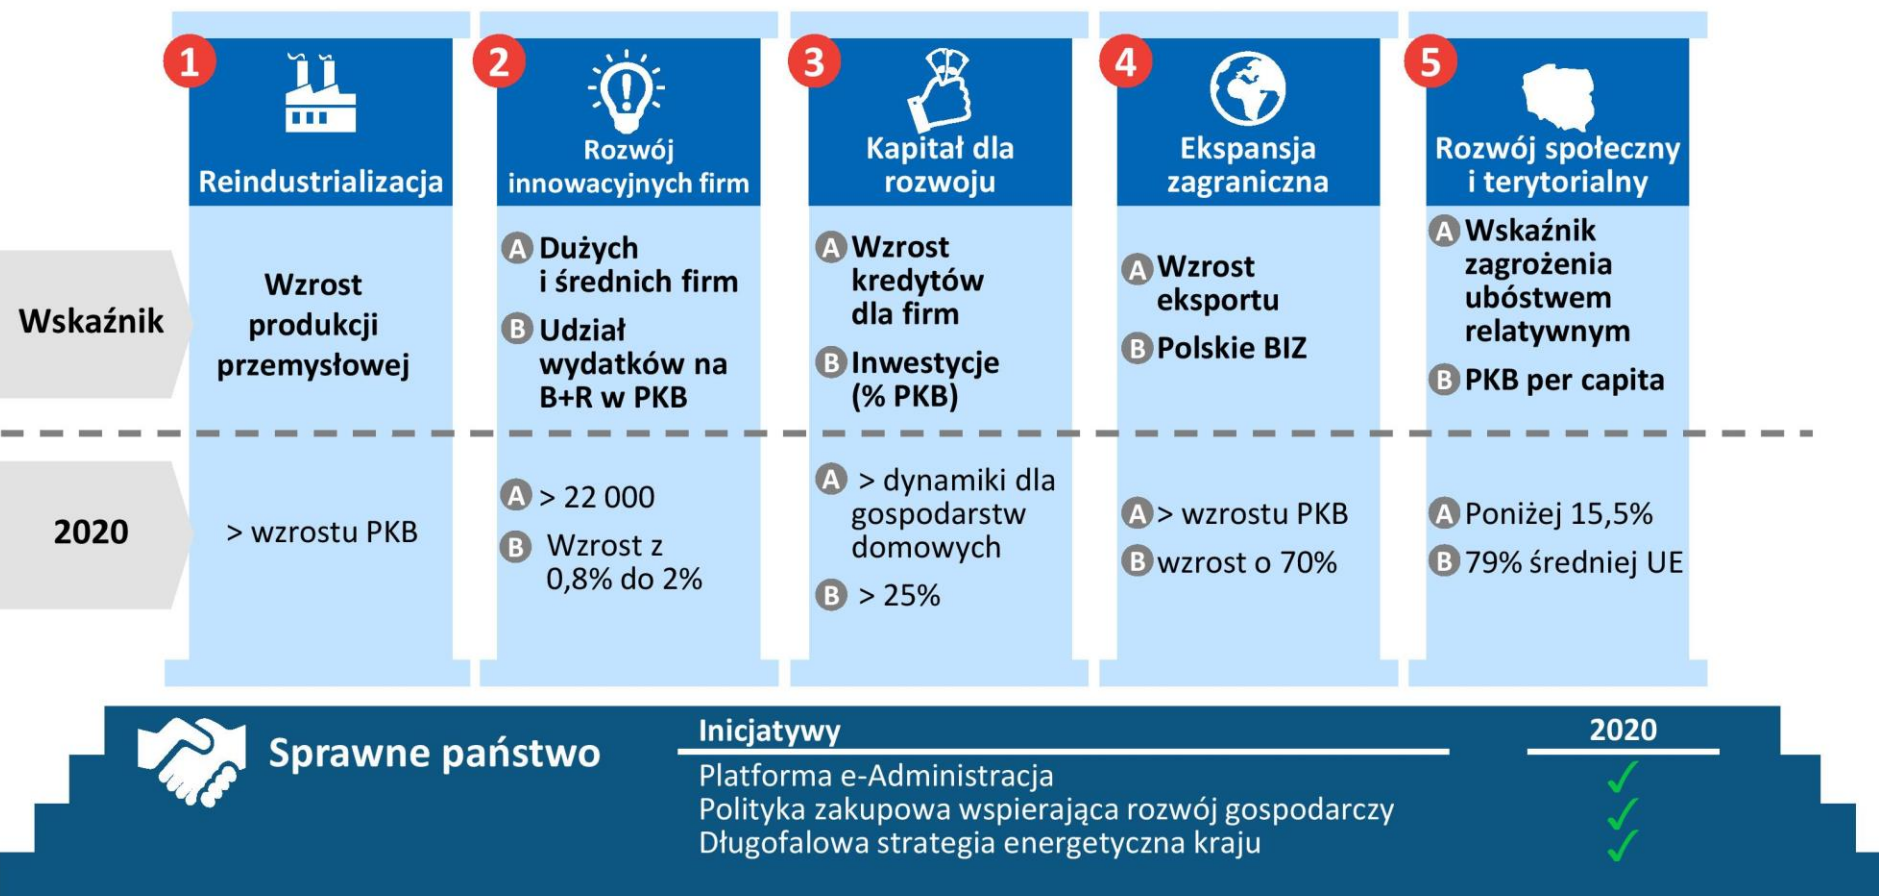 1
Reindustrializacja
2
Rozwój
innowacyjnych firm
3
Kapitał dla
rozwoju
4
Ekspansja
zagraniczna
5
Rozwój społeczny
i terytorialny
Wskaźnik
Wzrost
produkcji
przemysłowej
A Dużych
i średnich firm
B Udział
wydatków na
B+R w PKB
A Wzrost
kredytów
dla firm
B Inwestycje
(% PKB)
A Wzrost
eksportu
B Polskie BIZ
A Wskaźnik
zagrożenia
ubóstwem
relatywnym
B PKB per capita
2020
> wzrostu PKB
A > 22 000
B Wzrost z
0,8% do 2%
A > dynamiki dla
gospodarstw
domowych
B > 25%
A > wzrostu PKB
B wzrost o 70%
A Poniżej 15,5%
B 79% średniej UE
Sprawne państwo
Inicjatywy
2020
Platforma e-Administracja
✓
Polityka zakupowa wspierająca rozwój gospodarczy
✓
Długofalowa strategia energetyczna kraju
✓